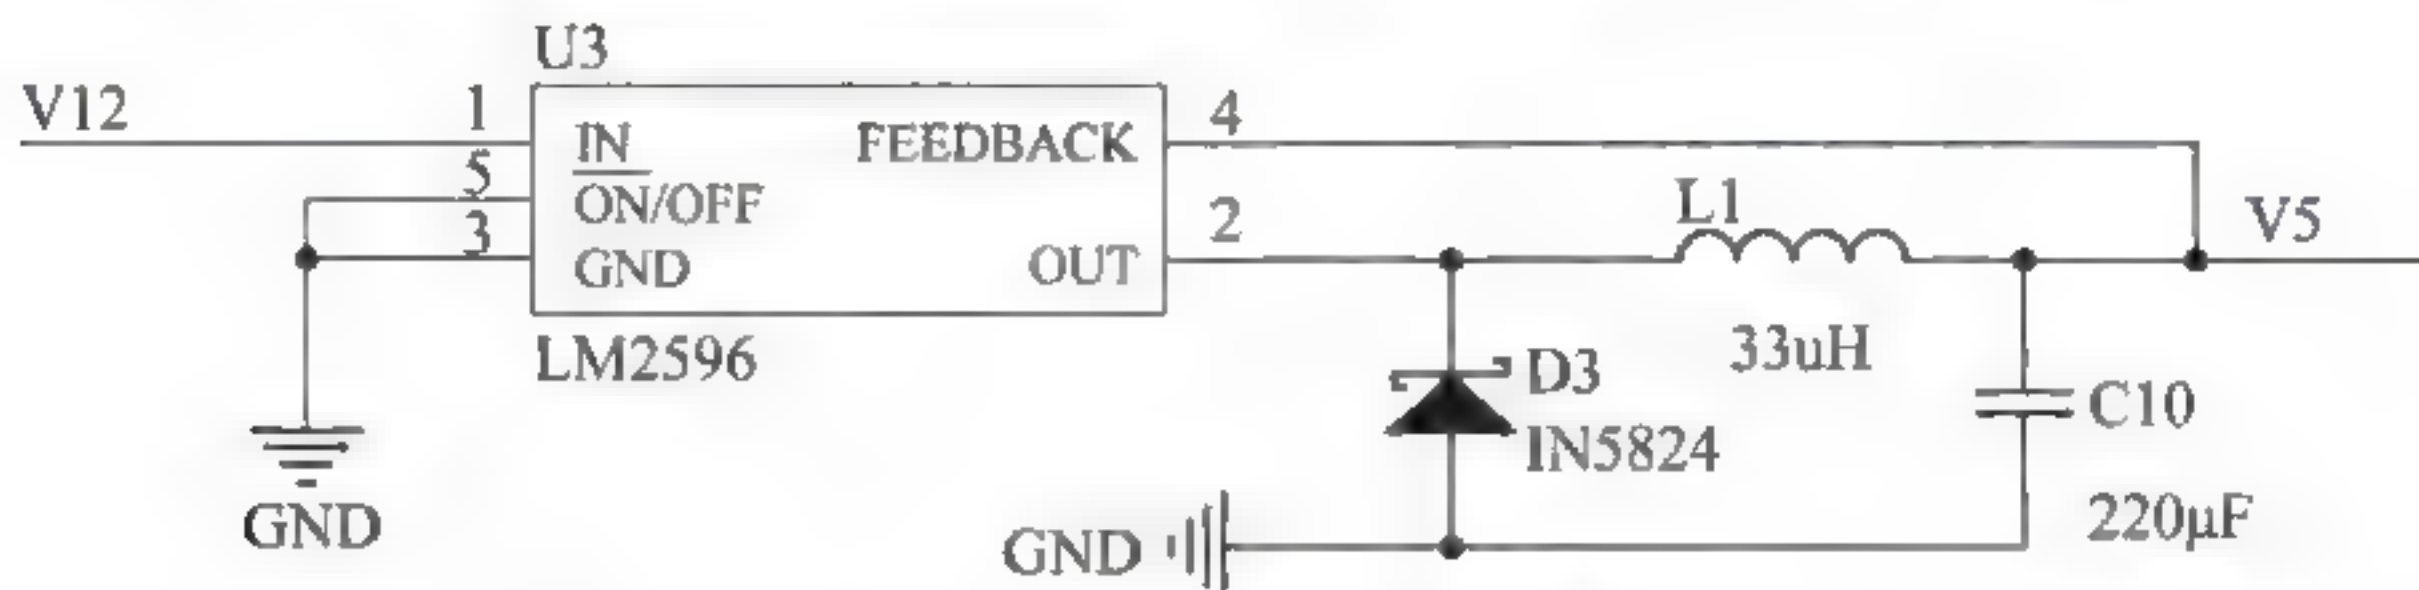 U3
V12
1
IN
FEEDBACK
4
5
ON/OFF
3
GND
OUT
2
L1
V5
LM2596
33uH
D3
IN5824
C10
220μF
GND
GND